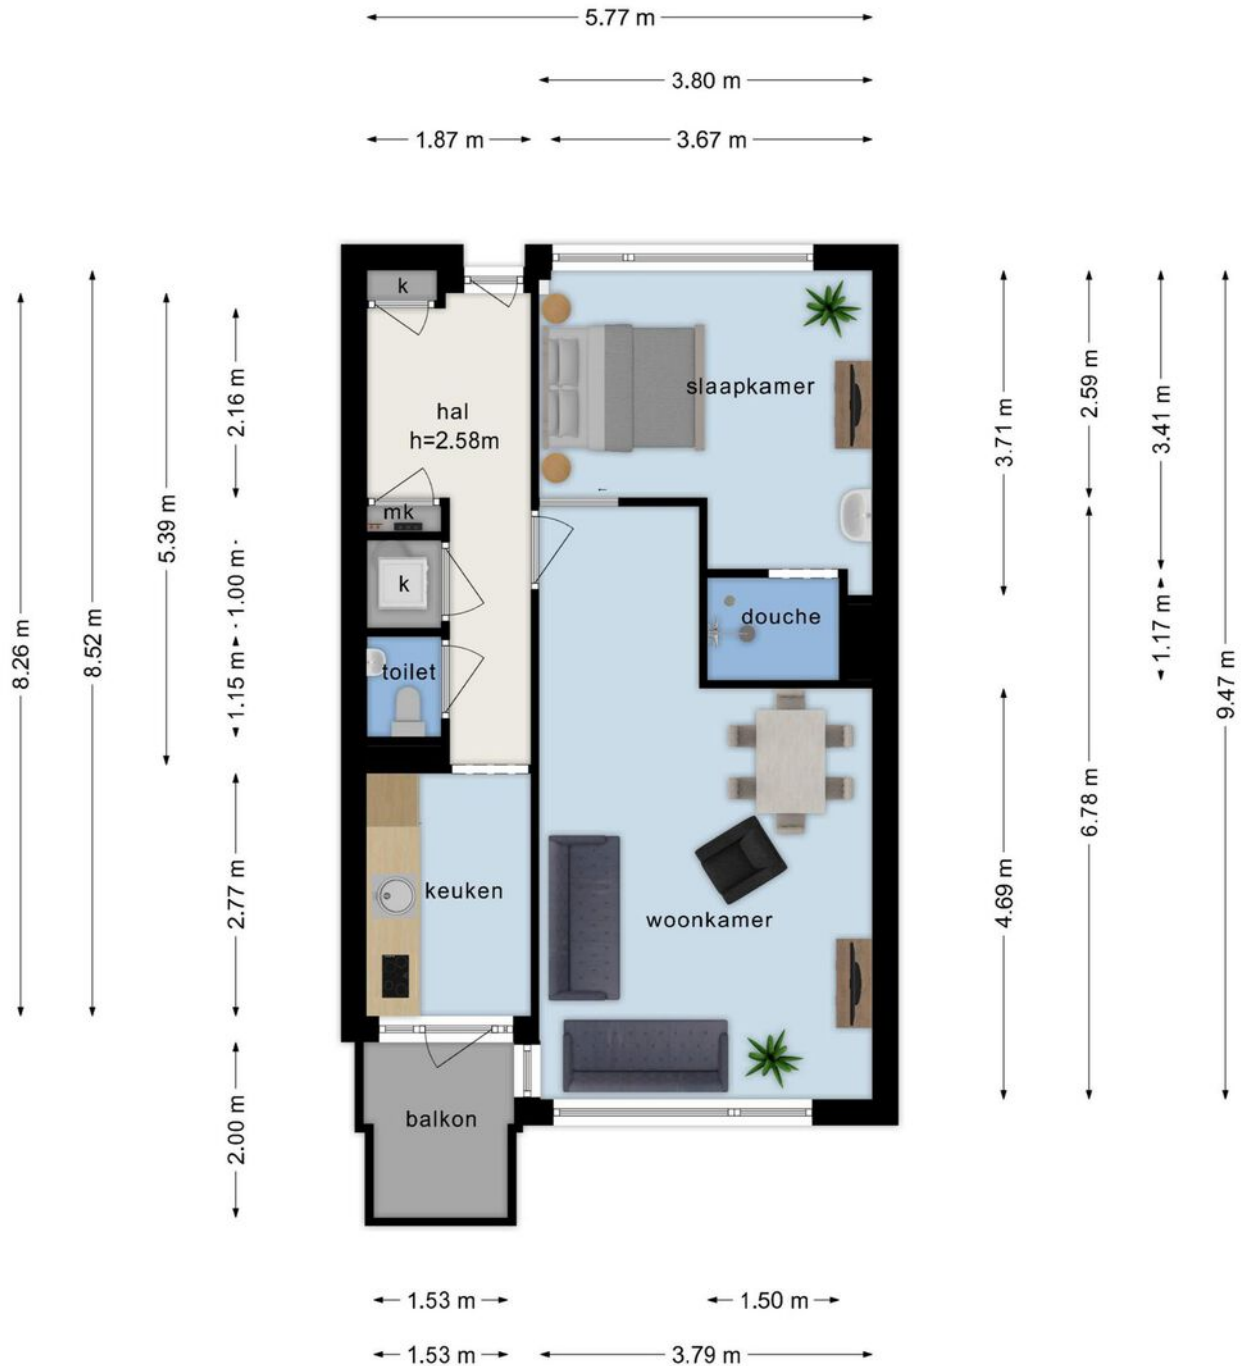 5.77 m
3.80 m
1.87 m
3.67 m
k
slaapkamer
hal
h=2.58m
mk
k
douche
toilet
keuken
woonkamer
balkon
8.26 m
8.52 m
5.39 m
2.16 m
1.00 m
1.15 m
2.77 m
2.00 m
3.71 m
2.59 m
3.41 m
1.17 m
9.47 m
6.78 m
4.69 m
1.53 m
1.50 m
1.53 m
3.79 m